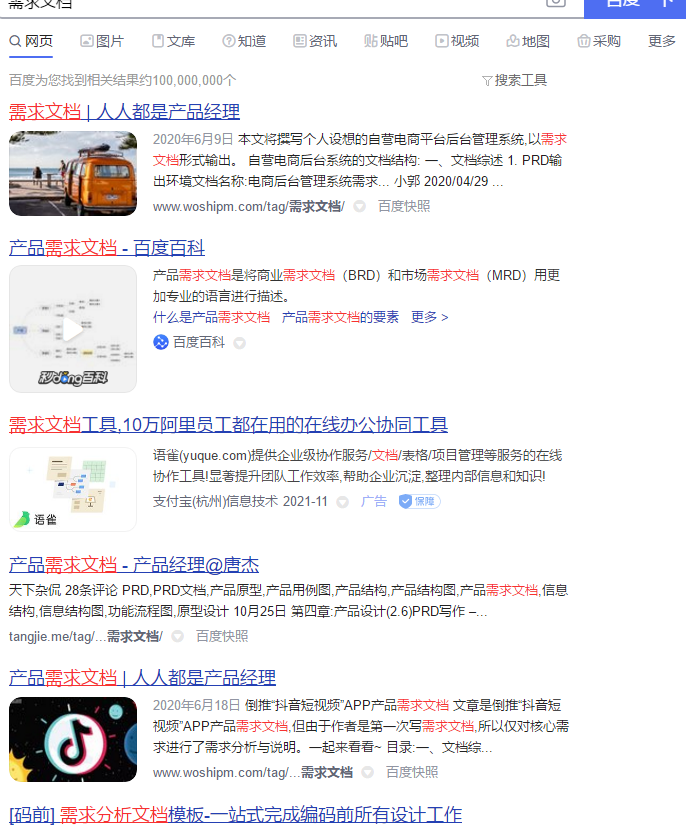 需求文档
百度一下
网页 图片 文库 知道 资讯 贴吧 视频 地图 采购 更多
百度为您找到相关结果约100,000,000个 搜索工具
需求文档 | 人人都是产品经理
2020年6月9日 本文将撰写个人设想的自营电商平台后台管理系统,以需求
文档形式输出。 自营电商后台系统的文档结构: 一、文档综述 1. PRD输
出环境文档名称:电商后台管理系统需求... 小郭 2020/04/29 ...
www.woshipm.com/tag/需求文档/ 百度快照
产品需求文档 - 百度百科
产品需求文档是将商业需求文档（BRD）和市场需求文档（MRD）用更
加专业的语言进行描述。
什么是产品需求文档 产品需求文档的要素 更多 >
百度百科
秒dong百科
需求文档工具,10万阿里员工都在用的在线办公协同工具
语雀(yuque.com)提供企业级协作服务/文档/表格/项目管理等服务的在线
协作工具!显著提升团队工作效率,帮助企业沉淀,整理内部信息和知识!
语雀
支付宝(杭州)信息技术 2021-11 广告 保障
产品需求文档 - 产品经理@唐杰
天下杂侃 28条评论 PRD,PRD文档,产品原型,产品用例图,产品结构,产品结构图,产品需求文档,信息
结构,信息结构图,功能流程图,原型设计 10月25日 第四章:产品设计(2.6)PRD写作 –...
tangjie.me/tag/...需求文档/ 百度快照
产品需求文档 | 人人都是产品经理
2020年6月18日 倒推“抖音短视频”APP产品需求文档 文章是倒推“抖音短
视频”APP产品需求文档,但由于作者是第一次写需求文档,所以仅对核心需
求进行了需求分析与说明。一起来看看~ 目录:一、文档综...
www.woshipm.com/tag/...需求文档 百度快照
[码前] 需求分析文档模板-一站式完成编码前所有设计工作